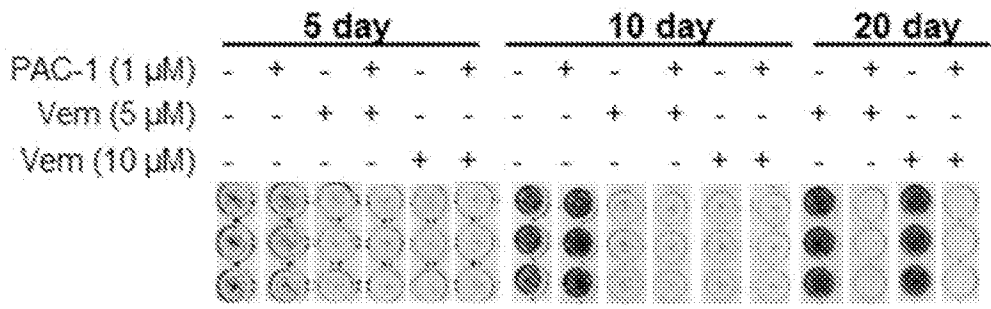 5 day 10 day 20 day
PAC-1 (1 µM) - + - + - + - + - + - + - + - +
Vem (5 µM) - - + + - - - - + + - - + + - -
Vem (10 µM) - - - - + + - - - - + + - - + +